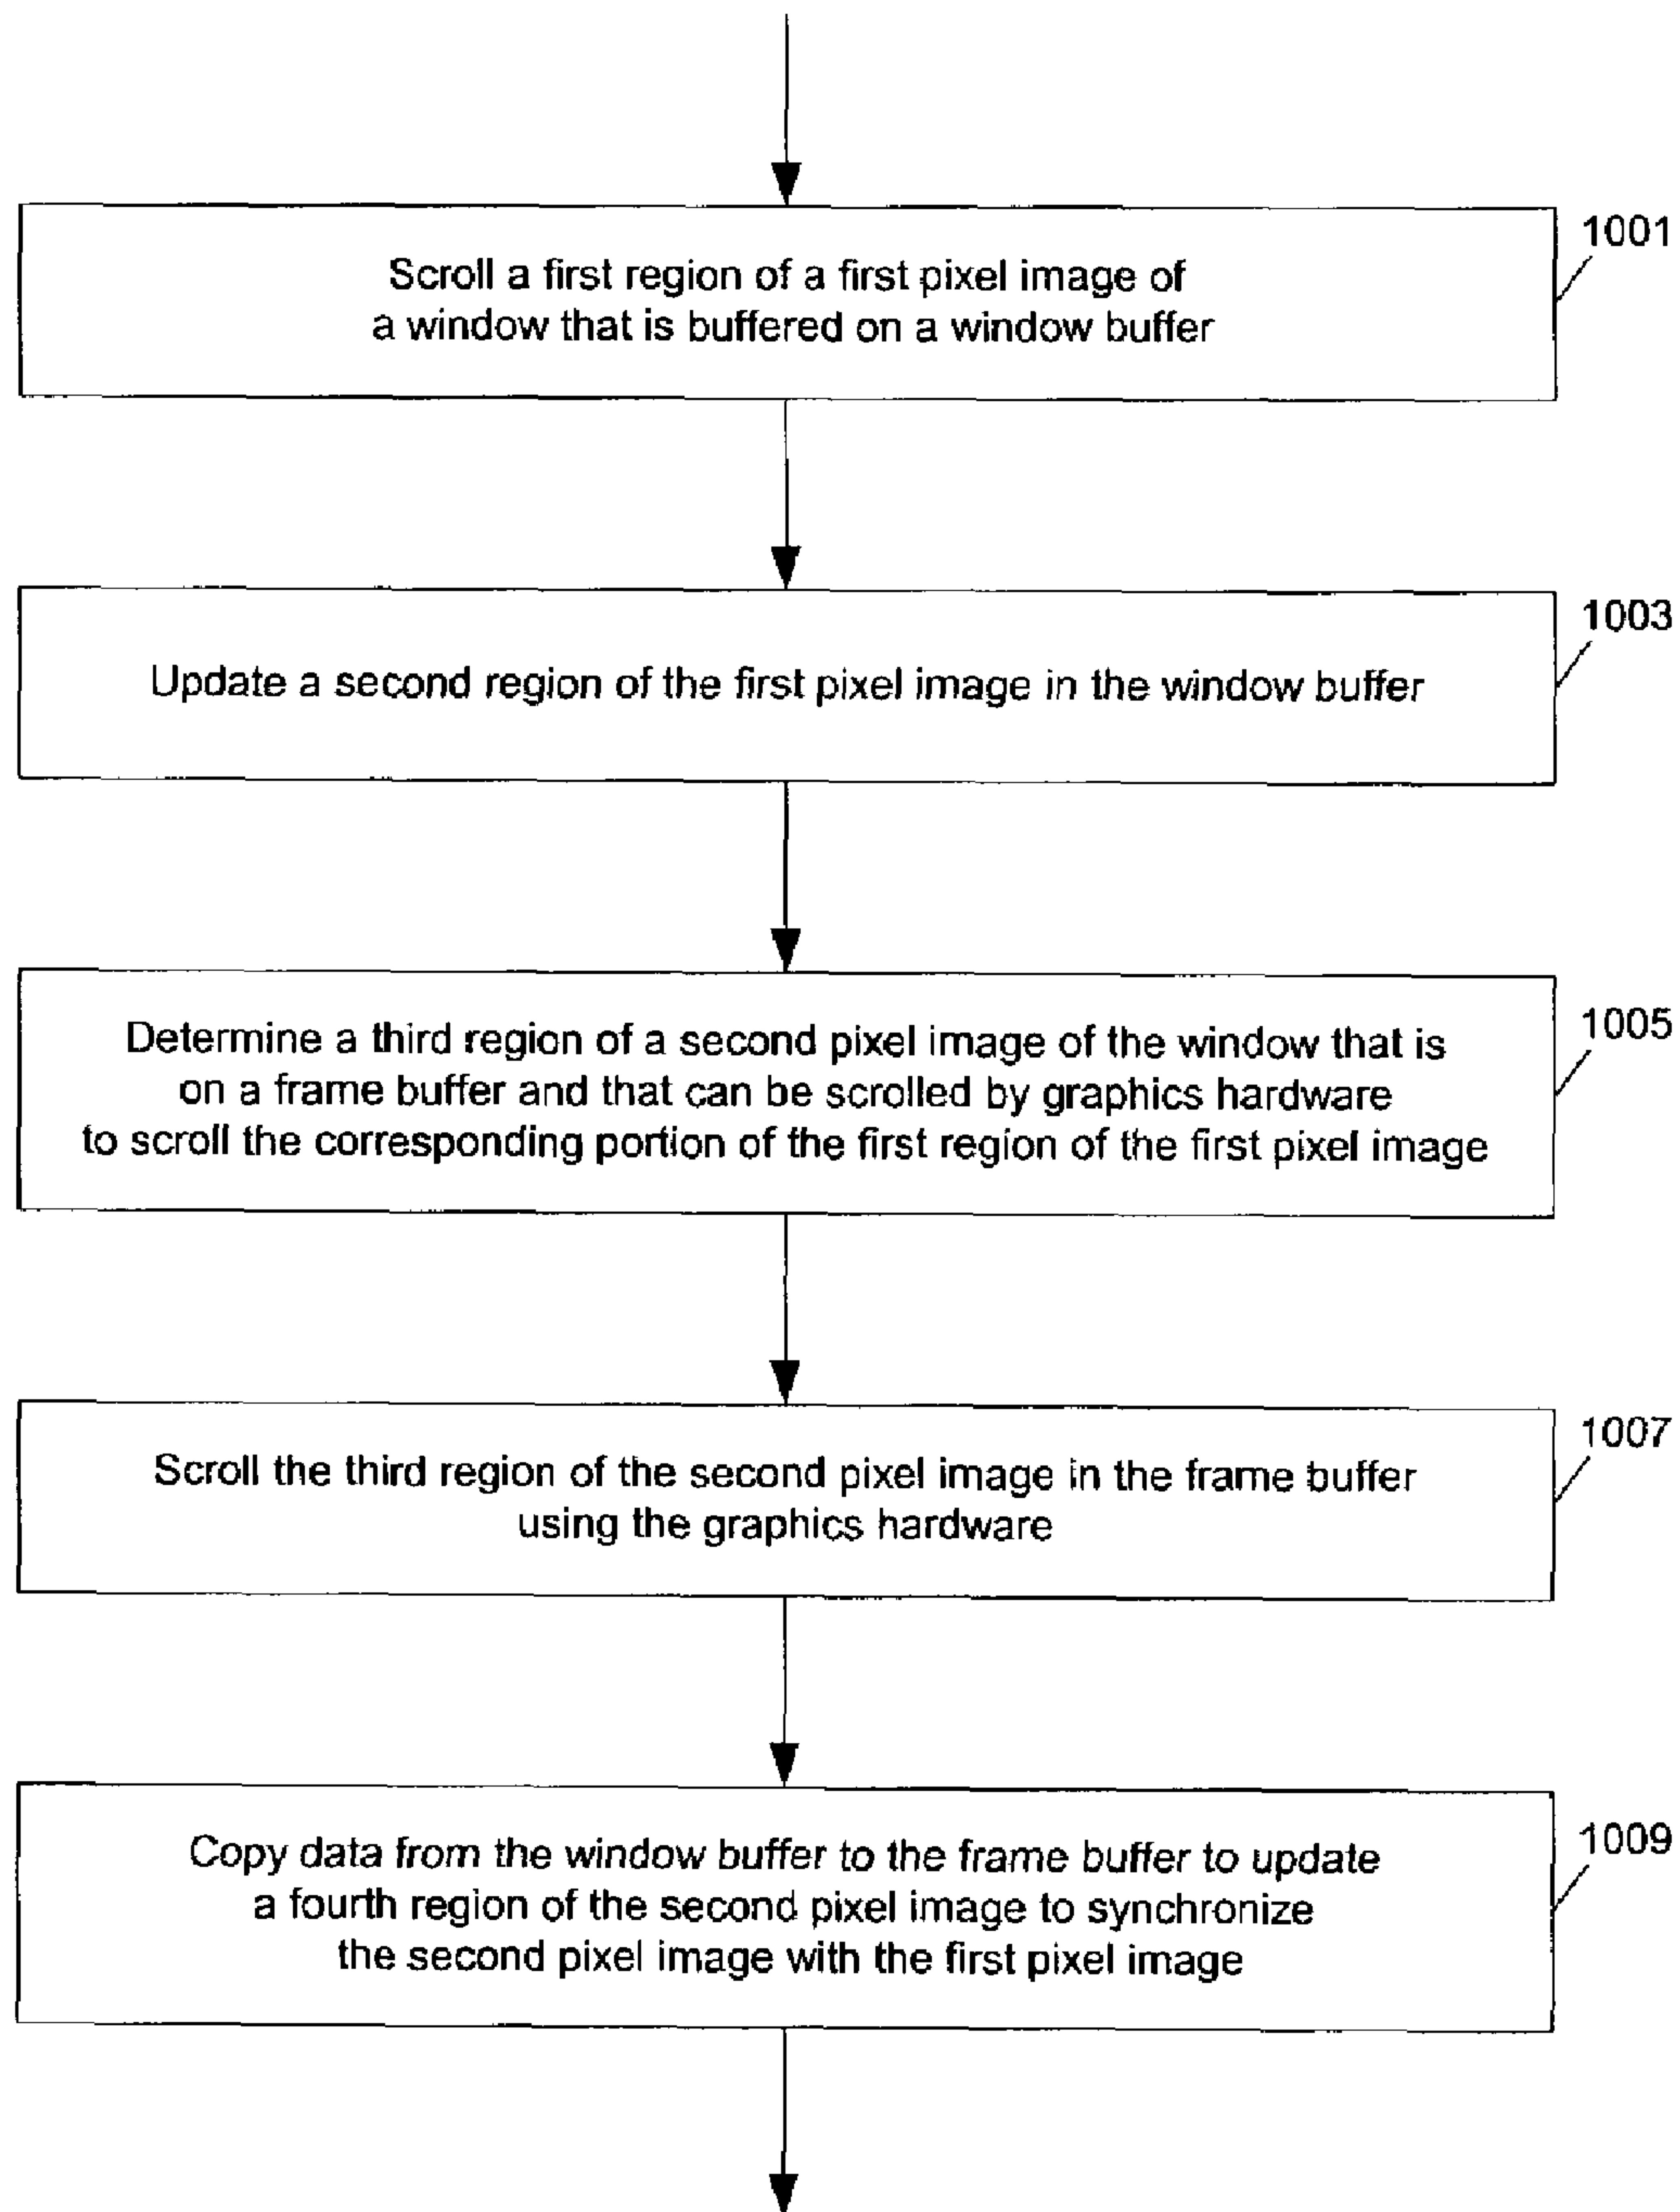 1001
Scroll a first region of a first pixel image of
a window that is buffered on a window buffer
1003
Update a second region of the first pixel image in the window buffer
1005
Determine a third region of a second pixel image of the window that is
on a frame buffer and that can be scrolled by graphics hardware
to scroll the corresponding portion of the first region of the first pixel image
1007
Scroll the third region of the second pixel image in the frame buffer
using the graphics hardware
1009
Copy data from the window buffer to the frame buffer to update
a fourth region of the second pixel image to synchronize
the second pixel image with the first pixel image